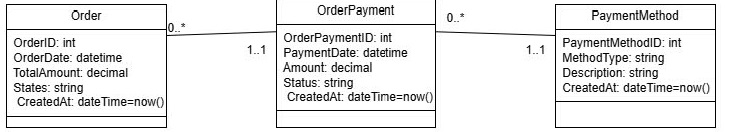 Order
OrderID: int
OrderDate: datetime
TotalAmount: decimal
States: string
CreatedAt: dateTime=now()
0..*
1..1
OrderPayment
OrderPaymentID: int
PaymentDate: datetime
Amount: decimal
Status: string
CreatedAt: dateTime=now()
0..*
1..1
PaymentMethod
PaymentMethodID: int
MethodType: string
Description: string
CreatedAt: dateTime=now()